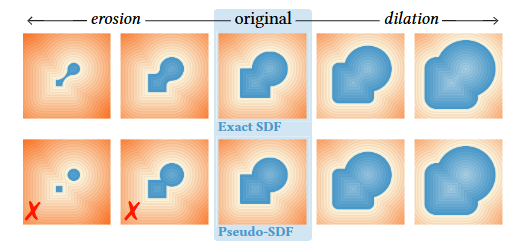 erosion original dilation
Exact SDF
✗ ✗
Pseudo-SDF